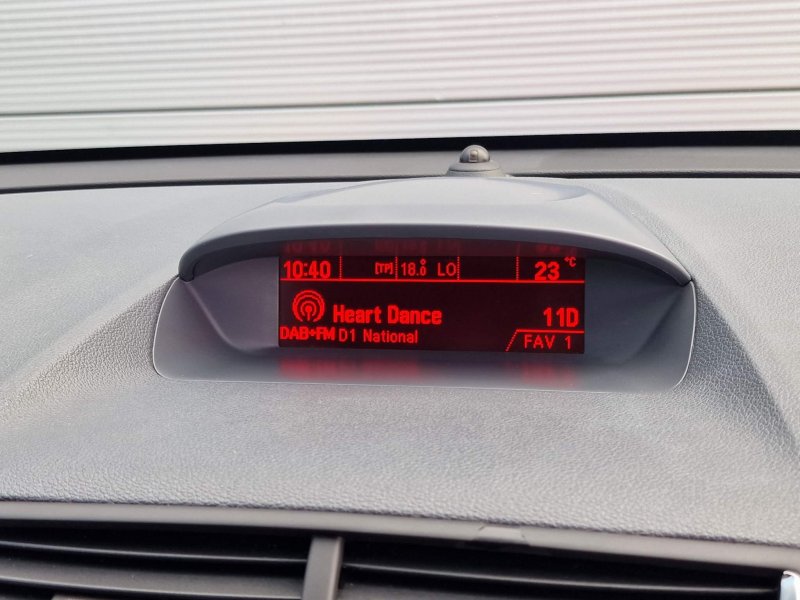 10:40 [TP] 18.0 LO 23 °C
Heart Dance 11D
DAB+FM D1 National FAV 1